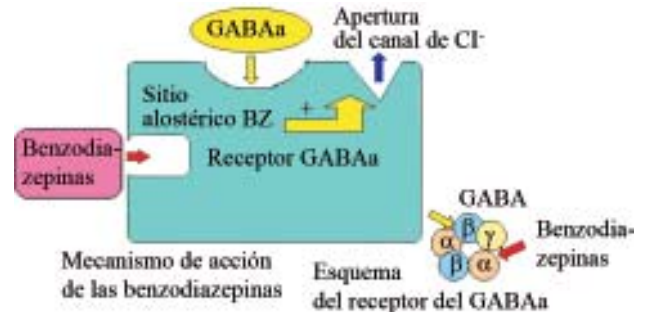 GABAa
Apertura
del canal de Cl⁻
Sitio
alostérico BZ
+
Benzodia-
zepinas
Receptor GABAa
GABA
β
α
γ
β
α
Benzodia-
zepinas
Mecanismo de acción
de las benzodiazepinas
Esquema
del receptor del GABAa